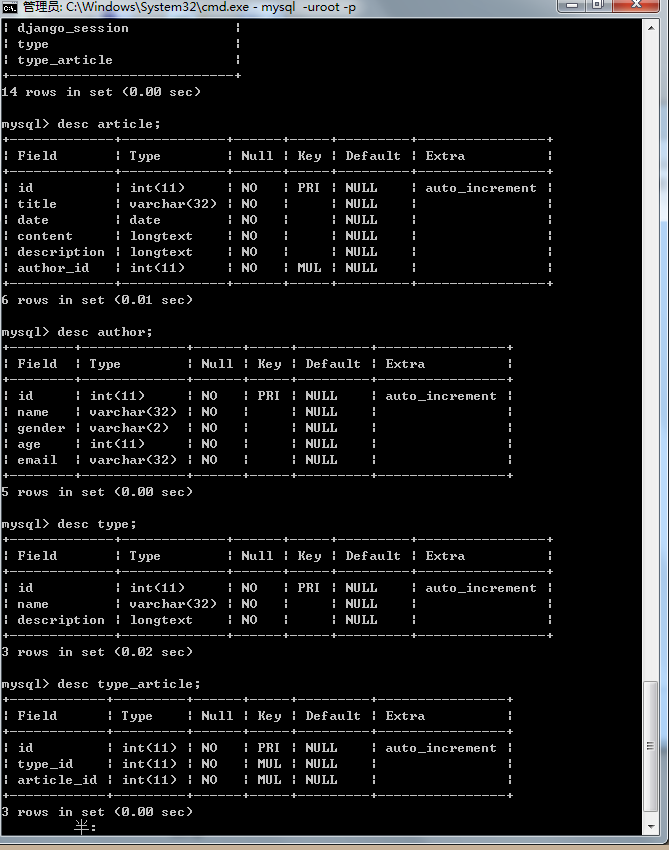 管理员: C:\Windows\System32\cmd.exe - mysql  -uroot -p
| django_session             |
| type                       |
| type_article               |
+----------------------------+
14 rows in set (0.00 sec)
mysql> desc article;
+-------------+-------------+------+-----+---------+----------------+
| Field       | Type        | Null | Key | Default | Extra          |
+-------------+-------------+------+-----+---------+----------------+
| id          | int(11)     | NO   | PRI | NULL    | auto_increment |
| title       | varchar(32) | NO   |     | NULL    |                |
| date        | date        | NO   |     | NULL    |                |
| content     | longtext    | NO   |     | NULL    |                |
| description | longtext    | NO   |     | NULL    |                |
| author_id   | int(11)     | NO   | MUL | NULL    |                |
+-------------+-------------+------+-----+---------+----------------+
6 rows in set (0.01 sec)
mysql> desc author;
+--------+-------------+------+-----+---------+----------------+
| Field  | Type        | Null | Key | Default | Extra          |
+--------+-------------+------+-----+---------+----------------+
| id     | int(11)     | NO   | PRI | NULL    | auto_increment |
| name   | varchar(32) | NO   |     | NULL    |                |
| gender | varchar(2)  | NO   |     | NULL    |                |
| age    | int(11)     | NO   |     | NULL    |                |
| email  | varchar(32) | NO   |     | NULL    |                |
+--------+-------------+------+-----+---------+----------------+
5 rows in set (0.00 sec)
mysql> desc type;
+-------------+-------------+------+-----+---------+----------------+
| Field       | Type        | Null | Key | Default | Extra          |
+-------------+-------------+------+-----+---------+----------------+
| id          | int(11)     | NO   | PRI | NULL    | auto_increment |
| name        | varchar(32) | NO   |     | NULL    |                |
| description | longtext    | NO   |     | NULL    |                |
+-------------+-------------+------+-----+---------+----------------+
3 rows in set (0.02 sec)
mysql> desc type_article;
+------------+---------+------+-----+---------+----------------+
| Field      | Type    | Null | Key | Default | Extra          |
+------------+---------+------+-----+---------+----------------+
| id         | int(11) | NO   | PRI | NULL    | auto_increment |
| type_id    | int(11) | NO   | MUL | NULL    |                |
| article_id | int(11) | NO   | MUL | NULL    |                |
+------------+---------+------+-----+---------+----------------+
3 rows in set (0.00 sec)
半: